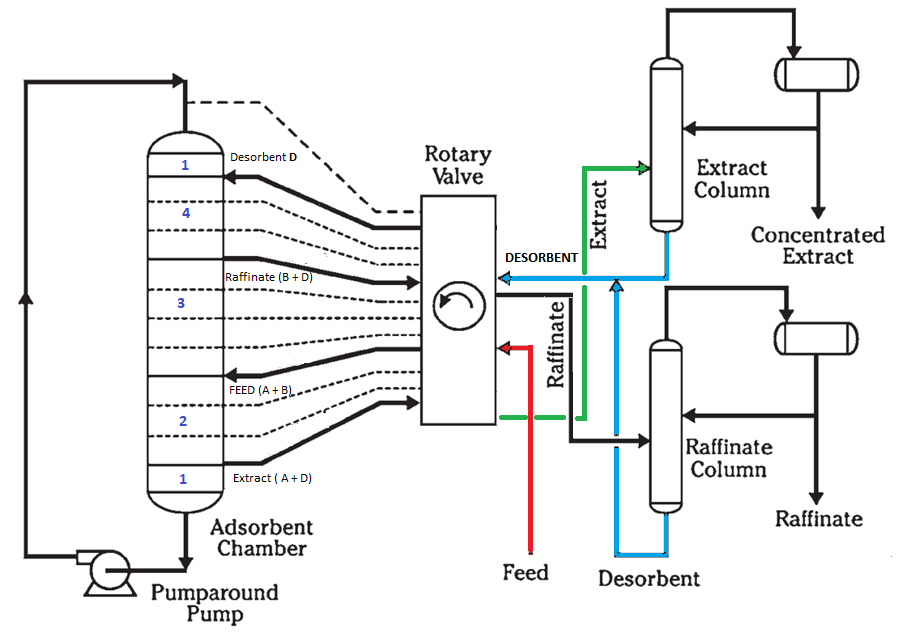 1
Desorbent D
4
Raffinate (B + D)
3
FEED (A + B)
2
1
Extract ( A + D)
Adsorbent
Chamber
Pumparound
Pump
Rotary
Valve
DESORBENT
Extract
Raffinate
Feed
Desorbent
Extract
Column
Concentrated
Extract
Raffinate
Column
Raffinate